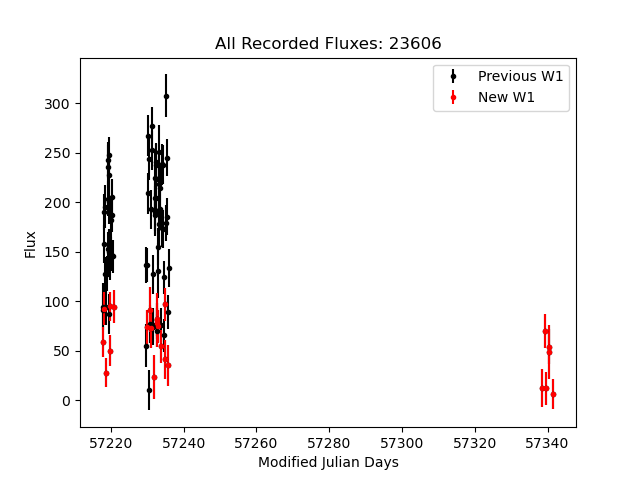 All Recorded Fluxes: 23606
Previous W1
New W1
300
250
200
150
100
50
0
Flux
57220 57240 57260 57280 57300 57320 57340
Modified Julian Days